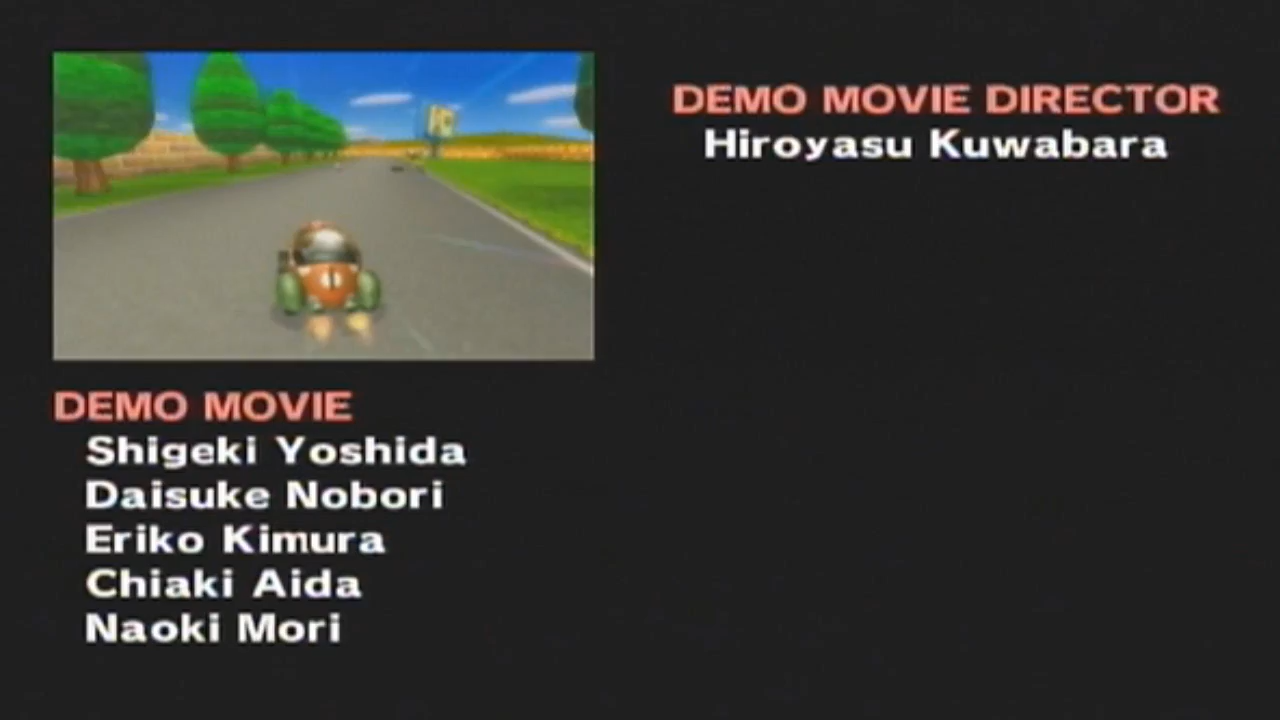 DEMO MOVIE DIRECTOR
Hiroyasu Kuwabara
DEMO MOVIE
Shigeki Yoshida
Daisuke Nobori
Eriko Kimura
Chiaki Aida
Naoki Mori